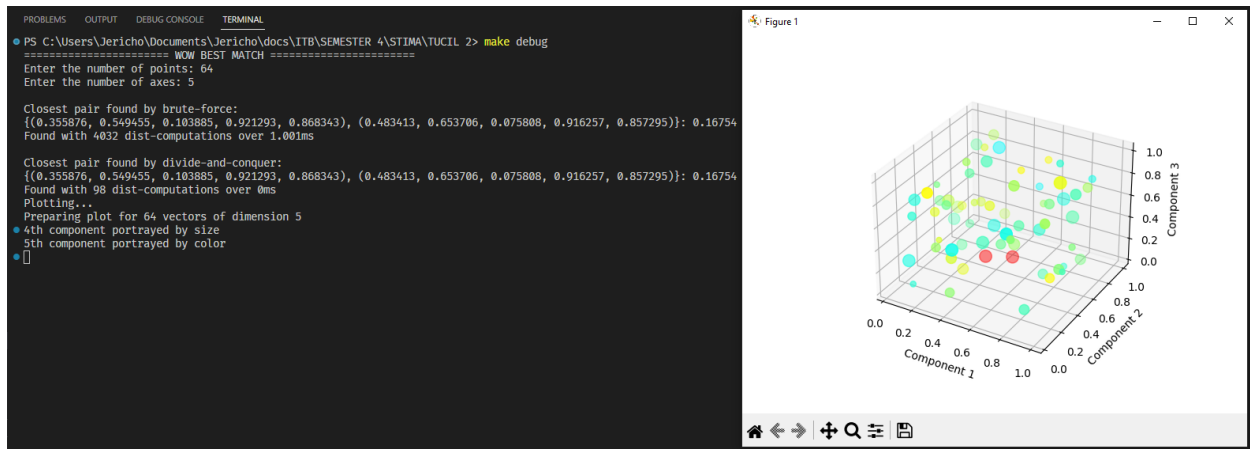 PROBLEMS OUTPUT DEBUG CONSOLE TERMINAL
PS C:\Users\Jericho\Documents\Jericho\docs\ITB\SEMESTER 4\STIMA\TUCIL 2> make debug
======================= WOW BEST MATCH =======================
Enter the number of points: 64
Enter the number of axes: 5
Closest pair found by brute-force:
{(0.355876, 0.549455, 0.103885, 0.921293, 0.868343), (0.483413, 0.653706, 0.075808, 0.916257, 0.857295)}: 0.16754
Found with 4032 dist-computations over 1.001ms
Closest pair found by divide-and-conquer:
{(0.355876, 0.549455, 0.103885, 0.921293, 0.868343), (0.483413, 0.653706, 0.075808, 0.916257, 0.857295)}: 0.16754
Found with 98 dist-computations over 0ms
Plotting...
Preparing plot for 64 vectors of dimension 5
4th component portrayed by size
5th component portrayed by color
Figure 1
1.0
0.8
0.6
0.4
0.2
0.0
Component 3
1.0
0.8
0.6
0.4
0.2
0.0
Component 2
0.0
0.2
0.4
0.6
0.8
1.0
Component 1